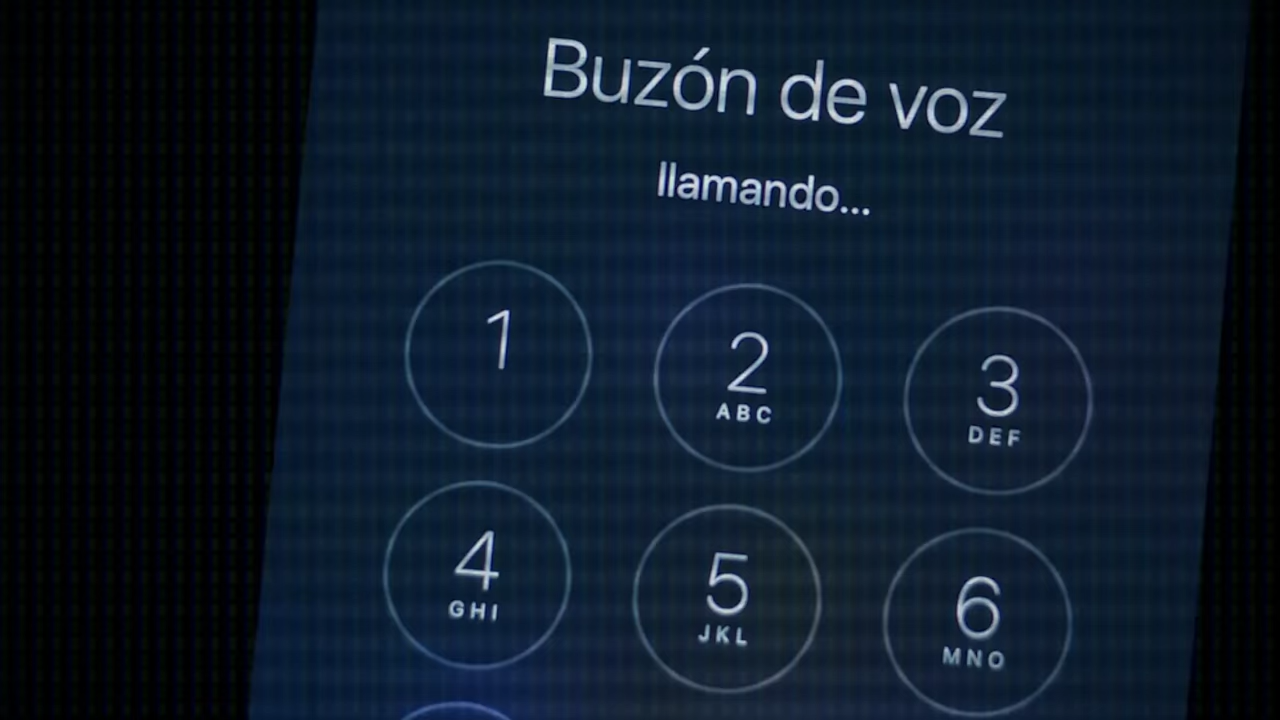 Buzón de voz
llamando...
1 2 3
ABC DEF
4 5 6
GHI JKL MNO